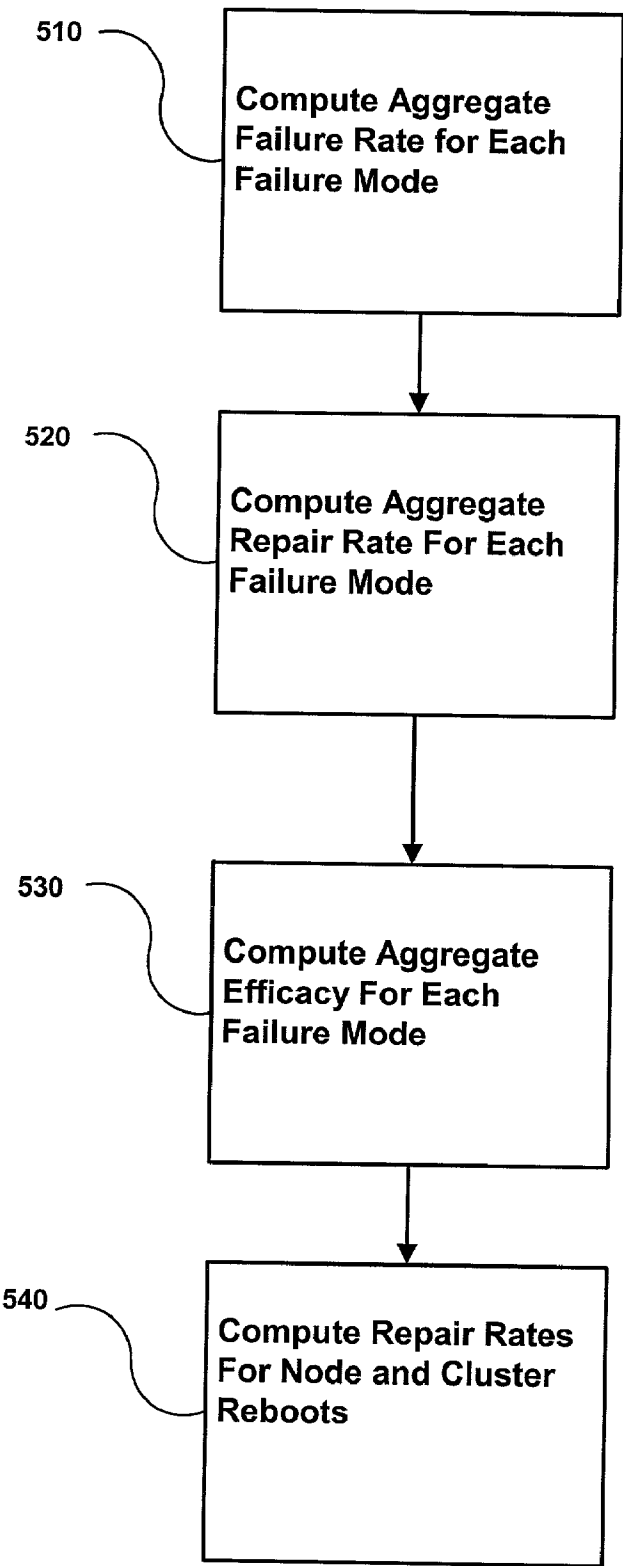 510
Compute Aggregate
Failure Rate for Each
Failure Mode
520
Compute Aggregate
Repair Rate For Each
Failure Mode
530
Compute Aggregate
Efficacy For Each
Failure Mode
540
Compute Repair Rates
For Node and Cluster
Reboots